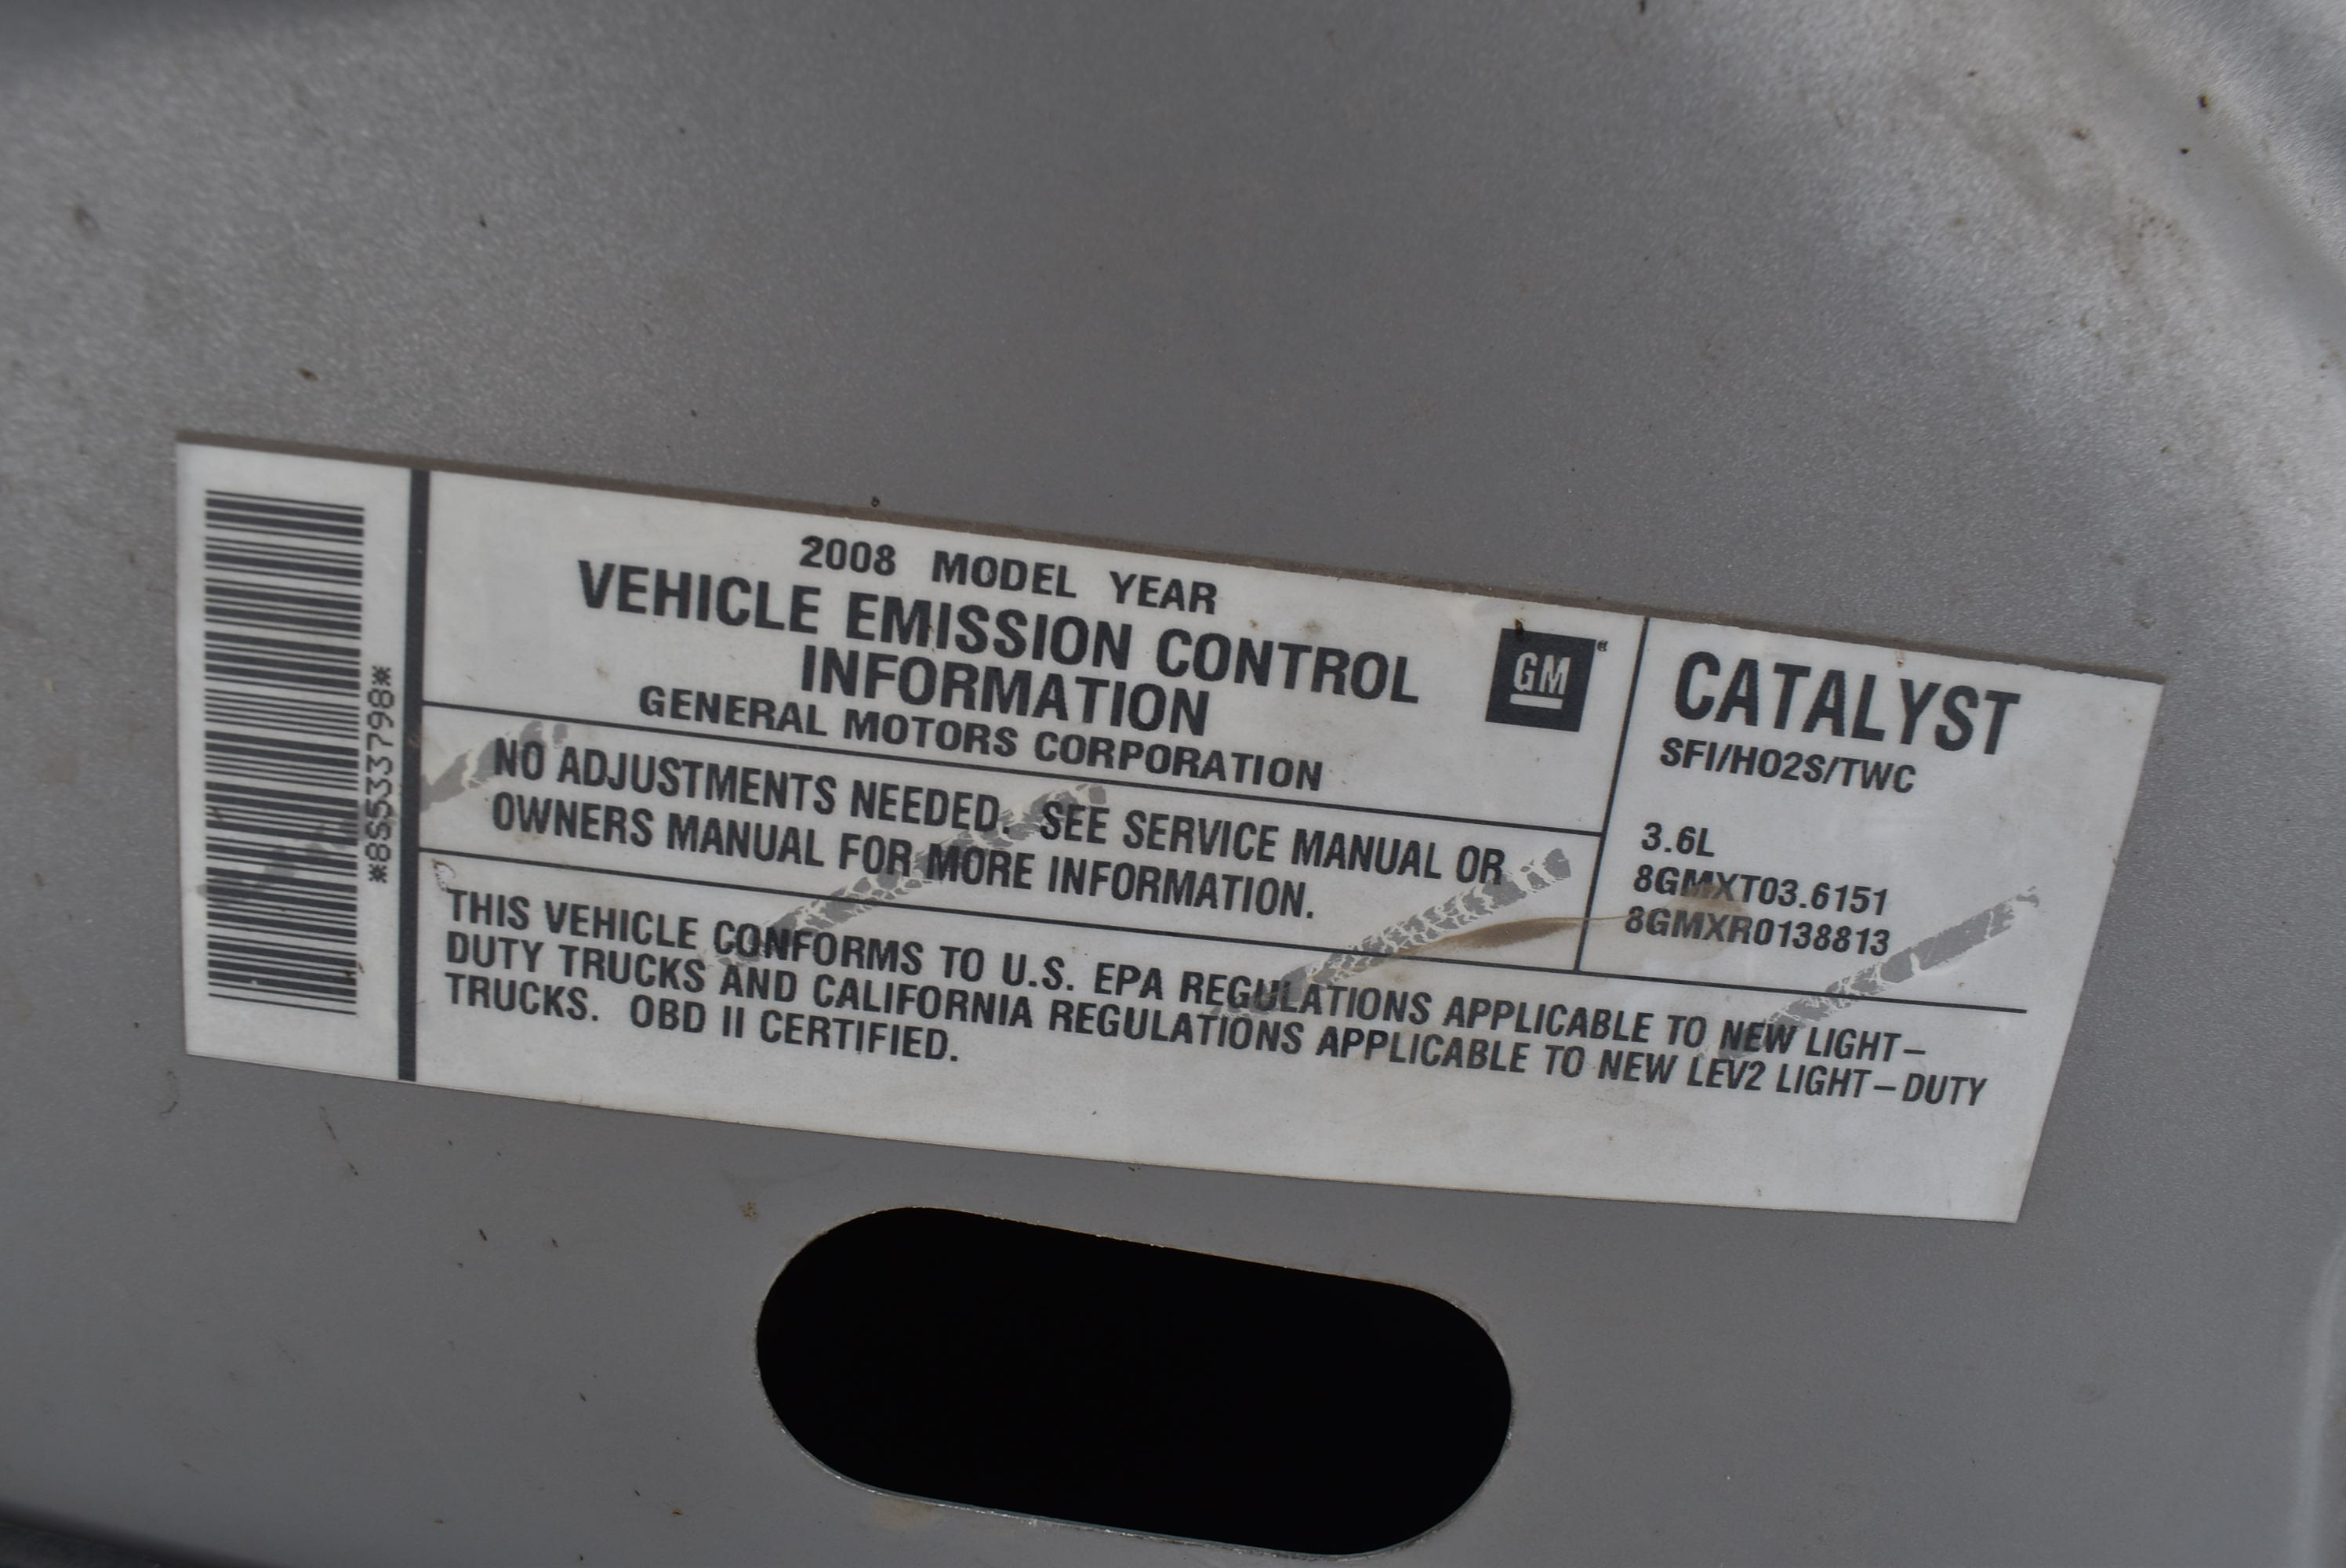 *8S5337798*
2008 MODEL YEAR
VEHICLE EMISSION CONTROL
INFORMATION
GENERAL MOTORS CORPORATION
GM
NO ADJUSTMENTS NEEDED. SEE SERVICE MANUAL OR
OWNERS MANUAL FOR MORE INFORMATION.
CATALYST
SFI/HO2S/TWC
3.6L
8GMXT03.6151
8GMXR0138813
THIS VEHICLE CONFORMS TO U.S. EPA REGULATIONS APPLICABLE TO NEW LIGHT–
DUTY TRUCKS AND CALIFORNIA REGULATIONS APPLICABLE TO NEW LEV2 LIGHT–DUTY
TRUCKS. OBD II CERTIFIED.